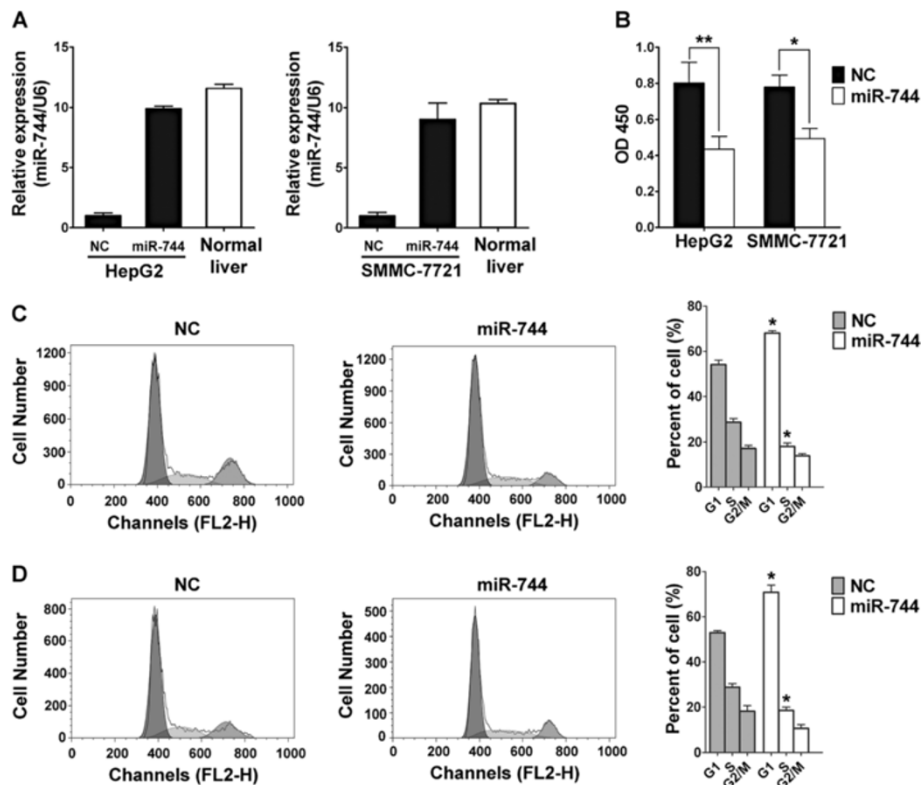 A
Relative expression
(miR-744/U6)
15
10
5
0
NC
miR-744
Normal
liver
HepG2
Relative expression
(miR-744/U6)
15
10
5
0
NC
miR-744
Normal
liver
SMMC-7721
B
OD 450
1.0
0.8
0.6
0.4
0.2
0.0
**
*
HepG2
SMMC-7721
NC
miR-744
C
NC
Cell Number
1200
900
600
300
0
0
200
400
600
800
1000
Channels (FL2-H)
miR-744
Cell Number
1200
900
600
300
0
0
200
400
600
800
1000
Channels (FL2-H)
Percent of cell (%)
80
60
40
20
0
*
*
G1
S
G2/M
G1
S
G2/M
NC
miR-744
D
NC
Cell Number
800
600
400
200
0
0
200
400
600
800
1000
Channels (FL2-H)
miR-744
Cell Number
500
400
300
200
100
0
0
200
400
600
800
1000
Channels (FL2-H)
Percent of cell (%)
80
60
40
20
0
*
*
G1
S
G2/M
G1
S
G2/M
NC
miR-744